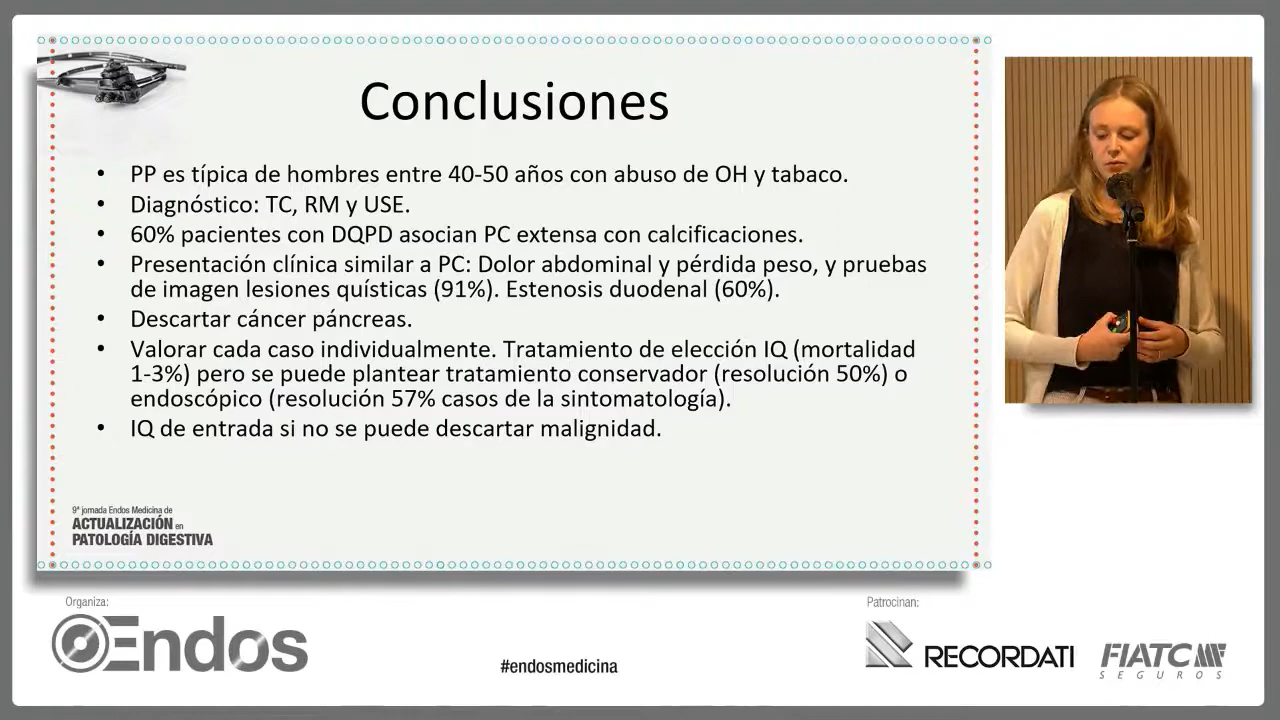 Conclusiones
• PP es típica de hombres entre 40-50 años con abuso de OH y tabaco.
• Diagnóstico: TC, RM y USE.
• 60% pacientes con DQPD asocian PC extensa con calcificaciones.
• Presentación clínica similar a PC: Dolor abdominal y pérdida peso, y pruebas
de imagen lesiones quísticas (91%). Estenosis duodenal (60%).
• Descartar cáncer páncreas.
• Valorar cada caso individualmente. Tratamiento de elección IQ (mortalidad
1-3%) pero se puede plantear tratamiento conservador (resolución 50%) o
endoscópico (resolución 57% casos de la sintomatología).
• IQ de entrada si no se puede descartar malignidad.
9ª jornada Endos Medicina de
ACTUALIZACIÓN en
PATOLOGÍA DIGESTIVA
Organiza:
Endos
#endosmedicina
Patrocinan:
RECORDATI
FIATC
SEGUROS